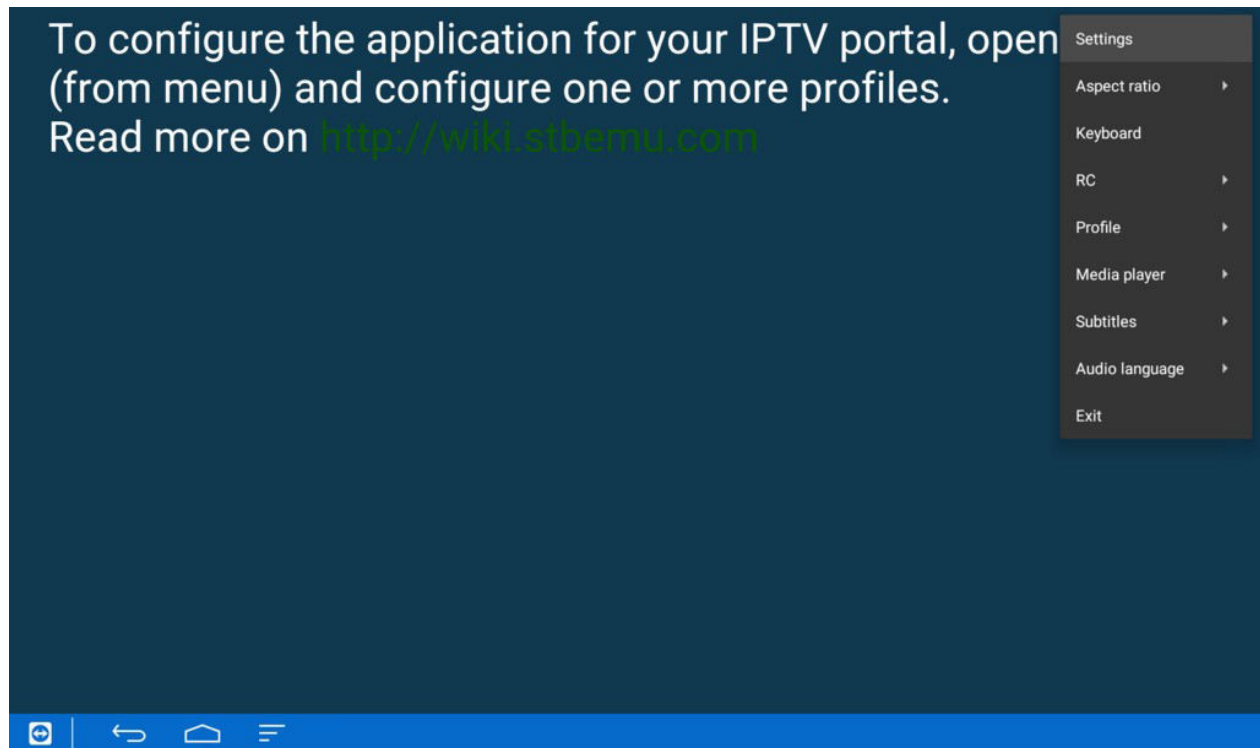 To configure the application for your IPTV portal, open
(from menu) and configure one or more profiles.
Read more on http://wiki.stbemu.com
Settings
Aspect ratio
Keyboard
RC
Profile
Media player
Subtitles
Audio language
Exit